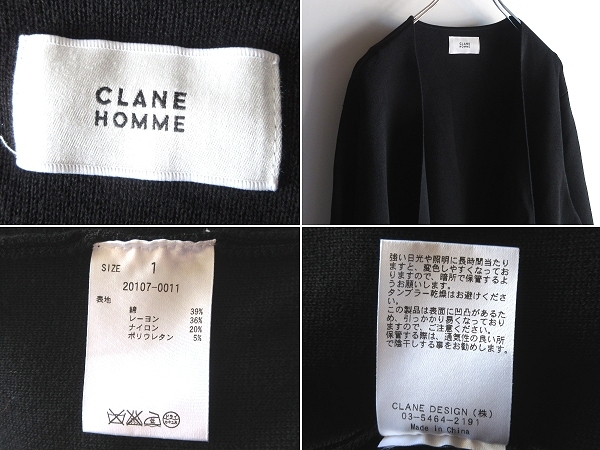 CLANE
HOMME
CLANE
HOMME
SIZE 1
20107-0011
表地
綿 39%
レーヨン 36%
ナイロン 20%
ポリウレタン 5%
強い日光や照明に長時間当たり
ますと、変色しやすくなってお
りますので、暗所で保管するよ
うお願いします。
タンブラー乾燥はお避けくださ
い。
この製品は表面に凹凸があるた
め、引っかかり易くなっており
ますので、ご注意ください。
保管する際は、通気性の良い所
で陰干しする事をお勧めします。
CLANE DESIGN (株)
03-5464-2191
Made in China